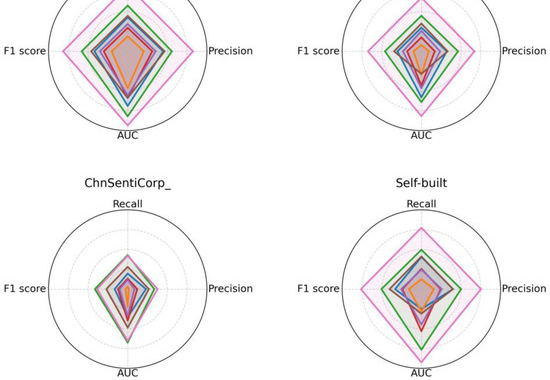 F1 score
Precision
AUC
F1 score
Precision
AUC
ChnSentiCorp_
Recall
F1 score
Precision
AUC
Self-built
Recall
F1 score
Precision
AUC